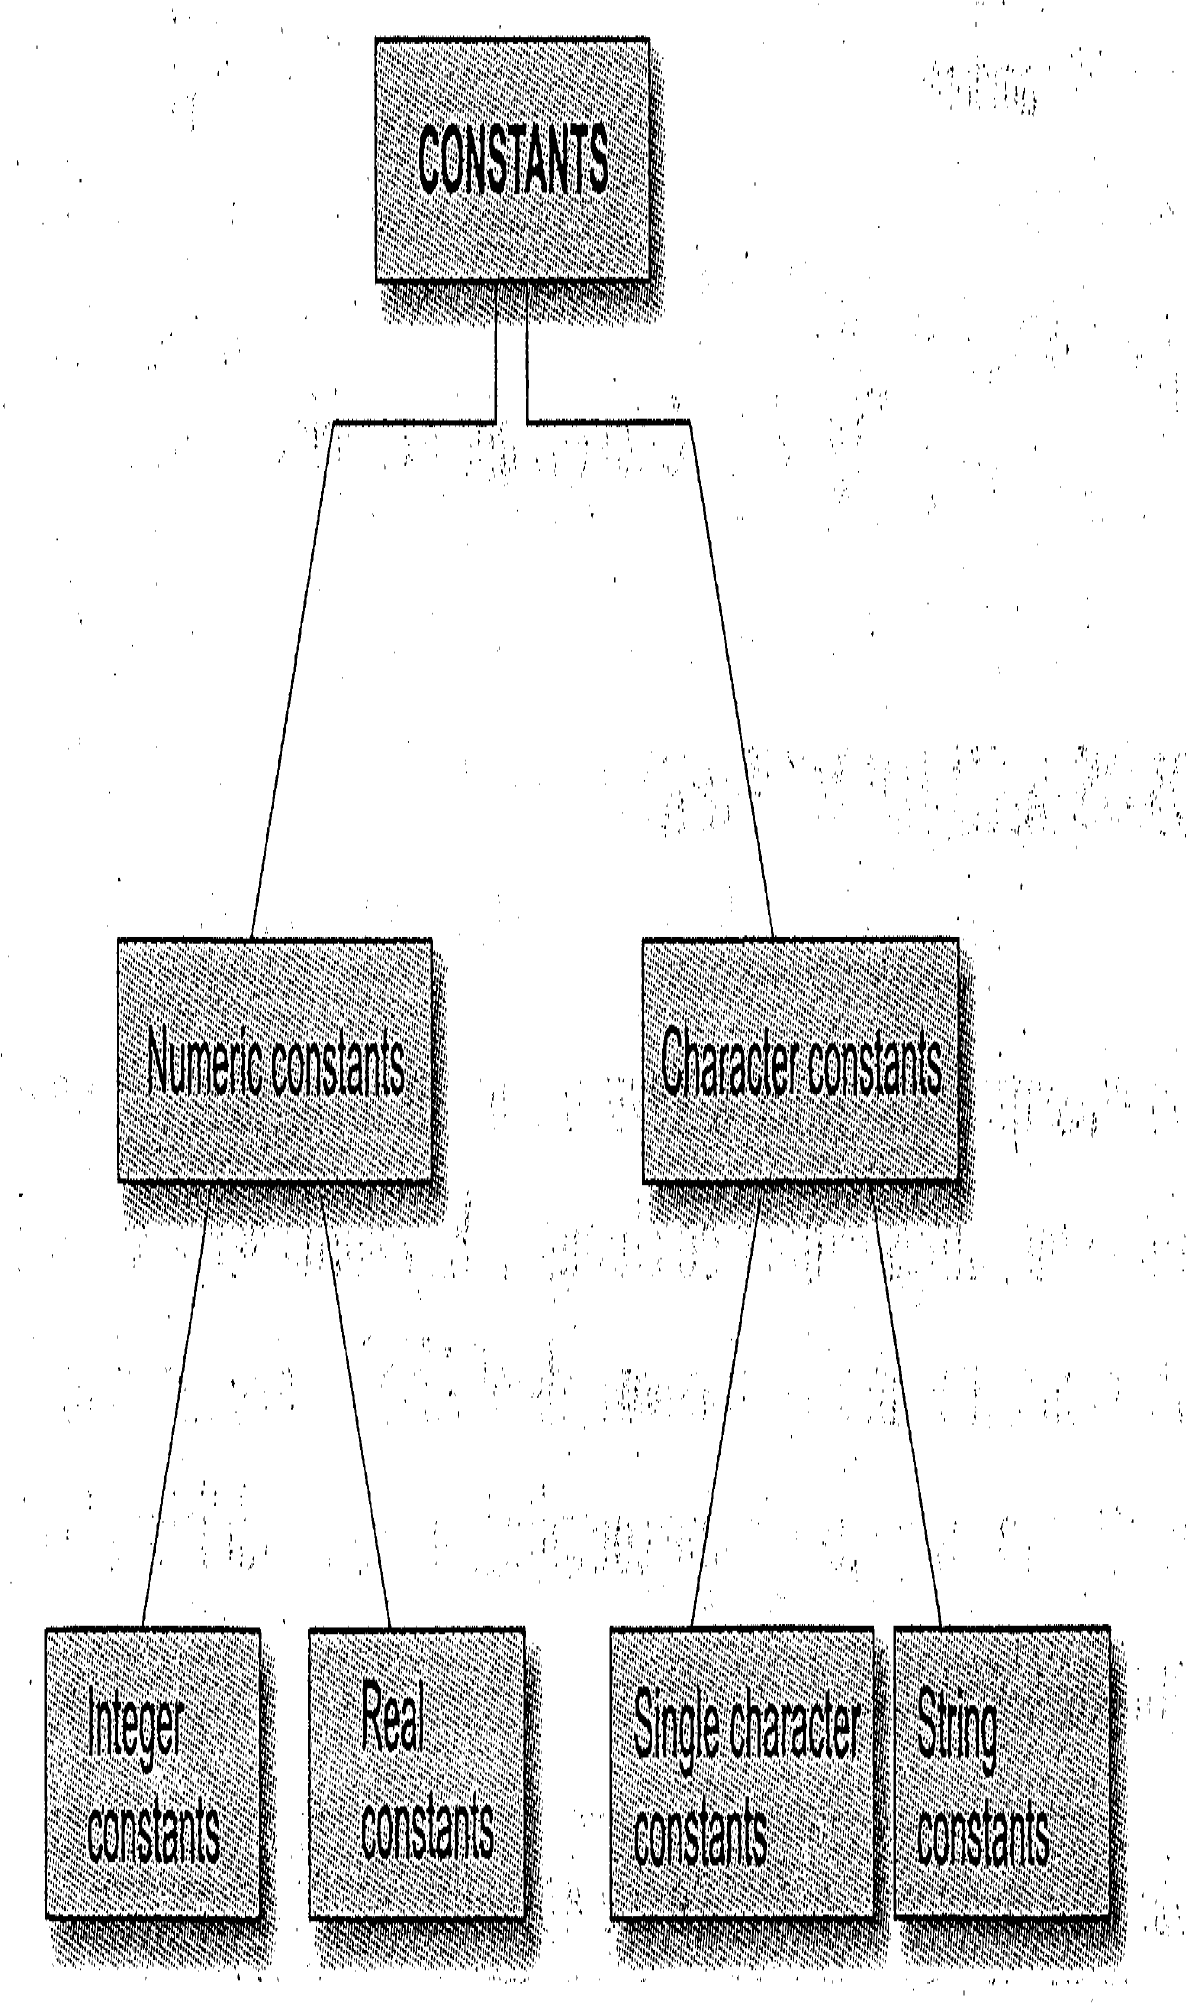 CONSTANTS
Numeric constants
Character constants
Integer
constants
Real
constants
Single character
constants
String
constants